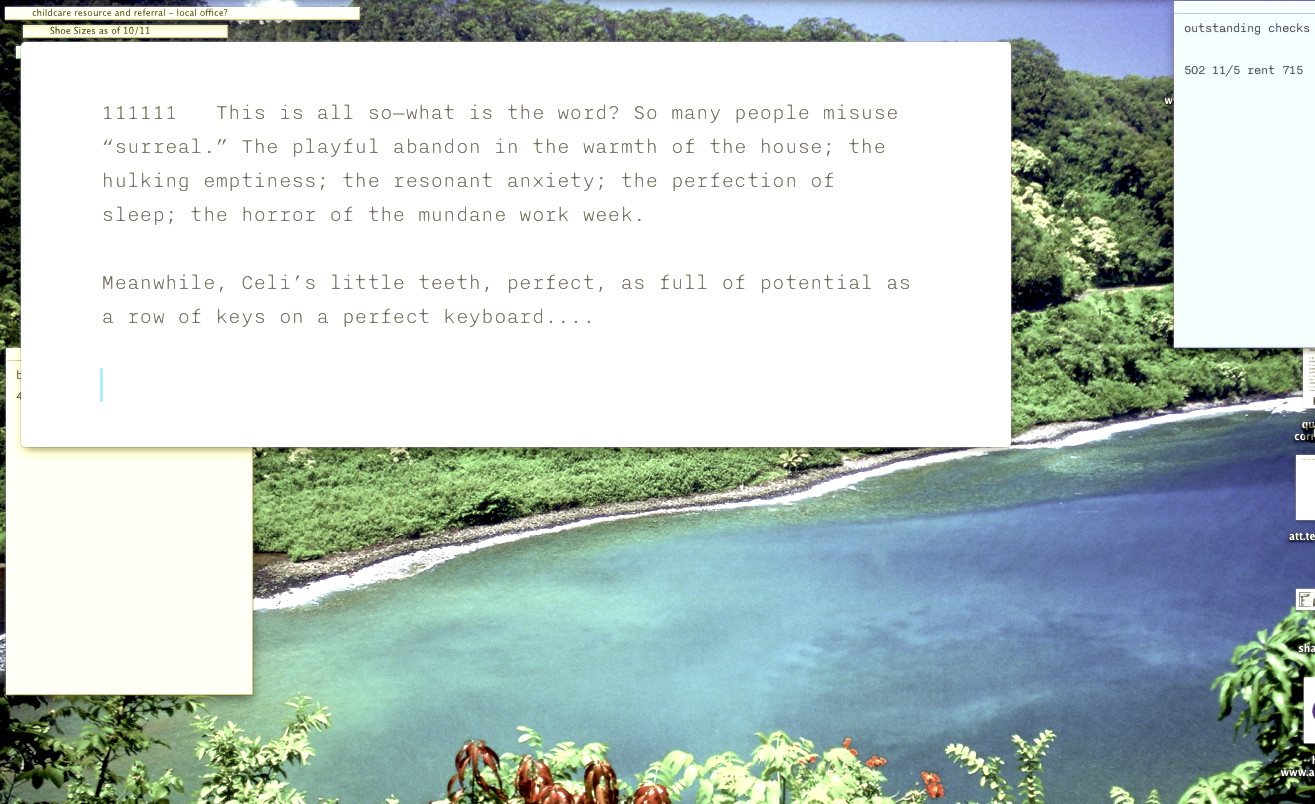 childcare resource and referral – local office?
Shoe Sizes as of 10/11
111111   This is all so—what is the word? So many people misuse
“surreal.” The playful abandon in the warmth of the house; the
hulking emptiness; the resonant anxiety; the perfection of
sleep; the horror of the mundane work week.
Meanwhile, Celi’s little teeth, perfect, as full of potential as
a row of keys on a perfect keyboard....
outstanding checks
502 11/5 rent 715
att.te
sha
www.a